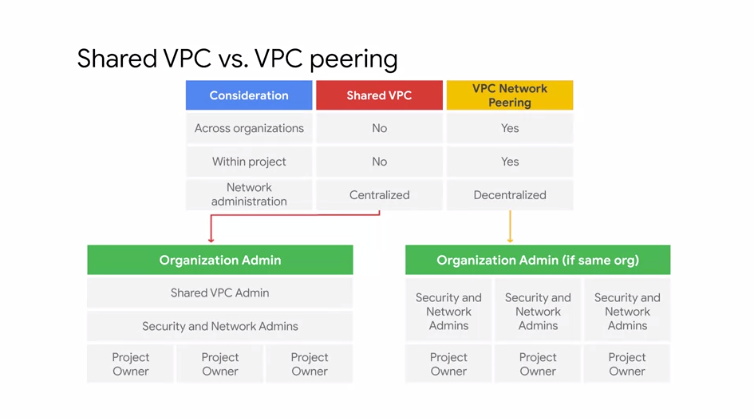 Shared VPC vs. VPC peering
Consideration
Shared VPC
VPC Network
Peering
Across organizations
No
Yes
Within project
No
Yes
Network
administration
Centralized
Decentralized
Organization Admin
Shared VPC Admin
Security and Network Admins
Project
Owner
Project
Owner
Project
Owner
Organization Admin (if same org)
Security and
Network
Admins
Security and
Network
Admins
Security and
Network
Admins
Project
Owner
Project
Owner
Project
Owner